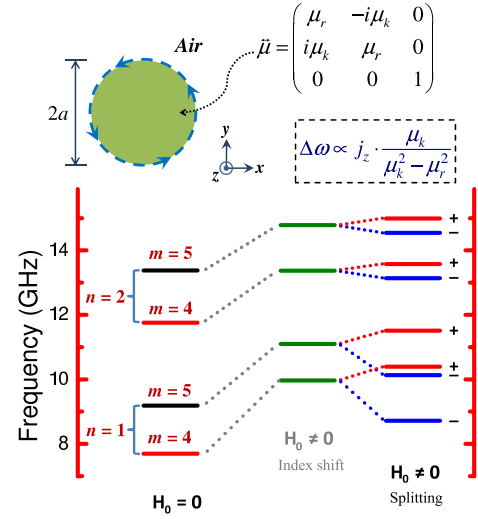 Air
μ⃡ = ( μr −iμk 0
iμk μr 0
0 0 1 )
2a
y
z x
Δω ∝ jz · μk / (μk² − μr²)
Frequency (GHz)
14
12
10
8
n = 2
m = 5
m = 4
n = 1
m = 5
m = 4
+
−
+
−
+
+
−
−
H₀ = 0
H₀ ≠ 0
Index shift
H₀ ≠ 0
Splitting